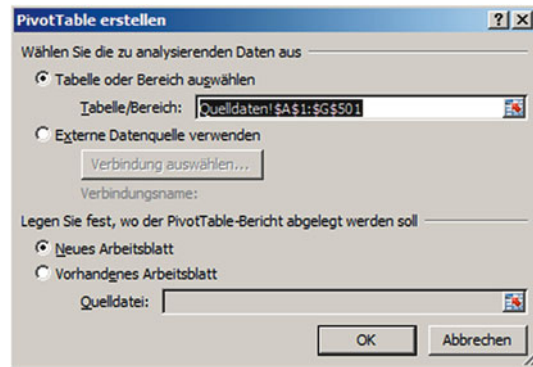 PivotTable erstellen
Wählen Sie die zu analysierenden Daten aus
Tabelle oder Bereich auswählen
Tabelle/Bereich: Quelldaten!$A$1:$G$501
Externe Datenquelle verwenden
Verbindung auswählen...
Verbindungsname:
Legen Sie fest, wo der PivotTable-Bericht abgelegt werden soll
Neues Arbeitsblatt
Vorhandenes Arbeitsblatt
Quelldatei:
OK Abbrechen